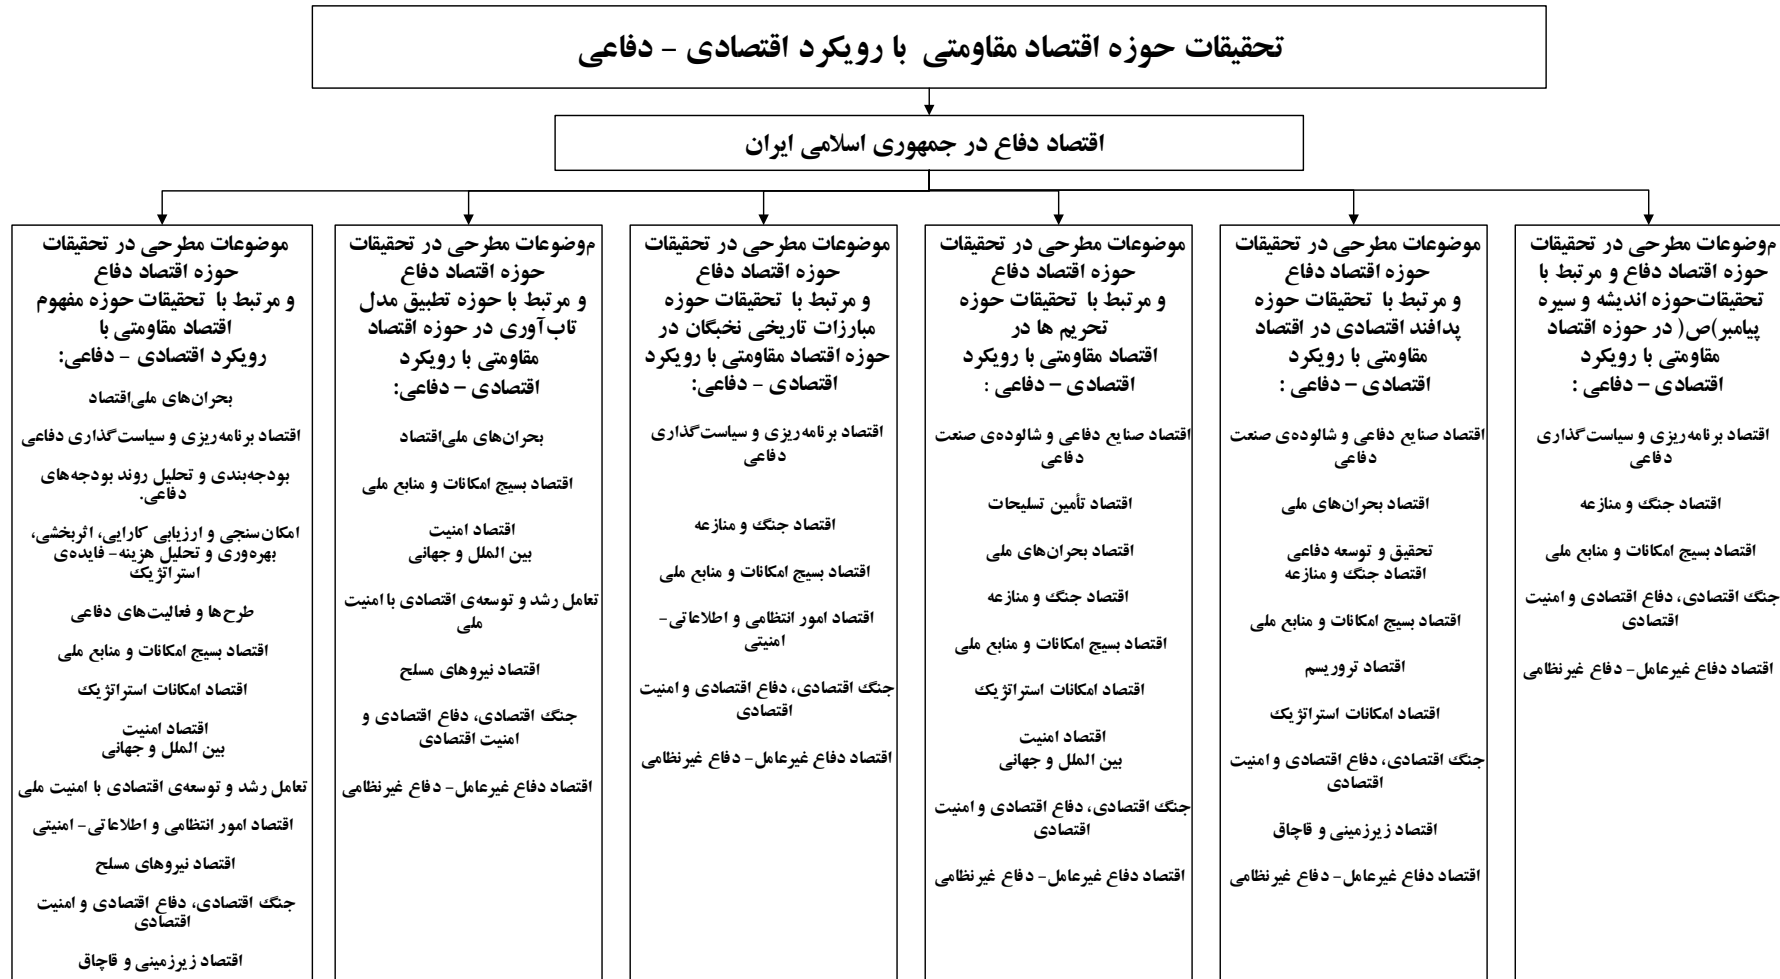 تحقیقات حوزه اقتصاد مقاومتی با رویکرد اقتصادی - دفاعی
اقتصاد دفاع در جمهوری اسلامی ایران
موضوعات مطرحی در تحقیقات
حوزه اقتصاد دفاع و مرتبط با
تحقیقات‌حوزه اندیشه و سیره
پیامبر)ص( در حوزه اقتصاد
مقاومتی با رویکرد
اقتصادی – دفاعی :
اقتصاد برنامه‌ریزی و سیاست‌گذاری
دفاعی
اقتصاد جنگ و منازعه
اقتصاد بسیج امکانات و منابع ملی
جنگ اقتصادی، دفاع اقتصادی و امنیت
اقتصادی
اقتصاد دفاع غیرعامل- دفاع غیرنظامی
موضوعات مطرحی در تحقیقات
حوزه اقتصاد دفاع
و مرتبط با تحقیقات حوزه
پدافند اقتصادی در اقتصاد
مقاومتی با رویکرد
اقتصادی – دفاعی :
اقتصاد صنایع دفاعی و شالوده‌ی صنعت
دفاعی
اقتصاد بحران‌های ملی
تحقیق و توسعه دفاعی
اقتصاد جنگ و منازعه
اقتصاد بسیج امکانات و منابع ملی
اقتصاد تروریسم
اقتصاد امکانات استراتژیک
جنگ اقتصادی، دفاع اقتصادی و امنیت
اقتصادی
اقتصاد زیرزمینی و قاچاق
اقتصاد دفاع غیرعامل- دفاع غیرنظامی
موضوعات مطرحی در تحقیقات
حوزه اقتصاد دفاع
و مرتبط با تحقیقات حوزه
تحریم ها در
اقتصاد مقاومتی با رویکرد
اقتصادی – دفاعی :
اقتصاد صنایع دفاعی و شالوده‌ی صنعت
دفاعی
اقتصاد تأمین تسلیحات
اقتصاد بحران‌های ملی
اقتصاد جنگ و منازعه
اقتصاد بسیج امکانات و منابع ملی
اقتصاد امکانات استراتژیک
اقتصاد امنیت
بین الملل و جهانی
جنگ اقتصادی، دفاع اقتصادی و امنیت
اقتصادی
اقتصاد دفاع غیرعامل- دفاع غیرنظامی
موضوعات مطرحی در تحقیقات
حوزه اقتصاد دفاع
و مرتبط با تحقیقات حوزه
مبارزات تاریخی نخبگان در
حوزه اقتصاد مقاومتی با رویکرد
اقتصادی - دفاعی:
اقتصاد برنامه‌ریزی و سیاست‌گذاری
دفاعی
اقتصاد جنگ و منازعه
اقتصاد بسیج امکانات و منابع ملی
اقتصاد امور انتظامی و اطلاعاتی-
امنیتی
جنگ اقتصادی، دفاع اقتصادی و امنیت
اقتصادی
اقتصاد دفاع غیرعامل- دفاع غیرنظامی
موضوعات مطرحی در تحقیقات
حوزه اقتصاد دفاع
و مرتبط با حوزه تطبیق مدل
تاب‌آوری در حوزه اقتصاد
مقاومتی با رویکرد
اقتصادی – دفاعی:
بحران‌های ملی‌اقتصاد
اقتصاد بسیج امکانات و منابع ملی
اقتصاد امنیت
بین الملل و جهانی
تعامل رشد و توسعه‌ی اقتصادی با امنیت
ملی
اقتصاد نیروهای مسلح
جنگ اقتصادی، دفاع اقتصادی و
امنیت اقتصادی
اقتصاد دفاع غیرعامل- دفاع غیرنظامی
موضوعات مطرحی در تحقیقات
حوزه اقتصاد دفاع
و مرتبط با تحقیقات حوزه مفهوم
اقتصاد مقاومتی با
رویکرد اقتصادی - دفاعی:
بحران‌های ملی‌اقتصاد
اقتصاد برنامه‌ریزی و سیاست‌گذاری دفاعی
بودجه‌بندی و تحلیل روند بودجه‌های
دفاعی.
امکان‌سنجی و ارزیابی کارایی، اثربخشی،
بهره‌وری و تحلیل هزینه- فایده‌ی
استراتژیک
طرح‌ها و فعالیت‌های دفاعی
اقتصاد بسیج امکانات و منابع ملی
اقتصاد امکانات استراتژیک
اقتصاد امنیت
بین الملل و جهانی
تعامل رشد و توسعه‌ی اقتصادی با امنیت ملی
اقتصاد امور انتظامی و اطلاعاتی- امنیتی
اقتصاد نیروهای مسلح
جنگ اقتصادی، دفاع اقتصادی و امنیت
اقتصادی
اقتصاد زیرزمینی و قاچاق